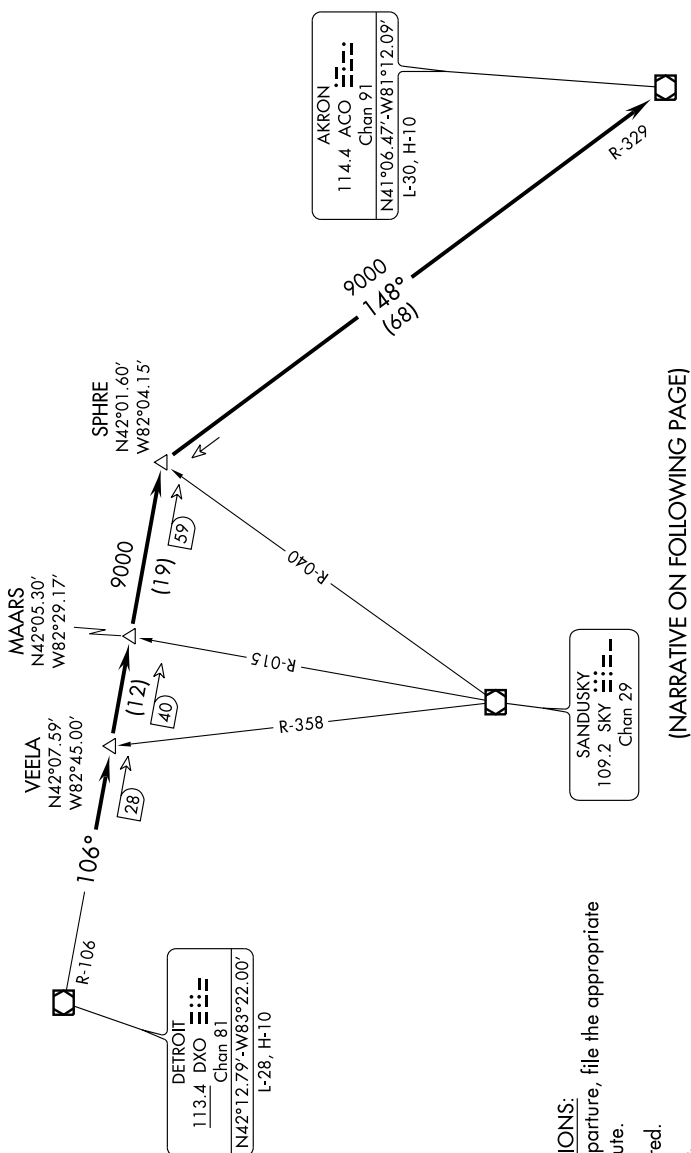 AKRON
114.4 ACO
Chan 91
N41°06.47'-W81°12.09'
L-30, H-10
R-329
9000
148°
(68)
SPHRE
N42°01.60'
W82°04.15'
9000
(19)
59
MAARS
N42°05.30'
W82°29.17'
(12)
40
VEELA
N42°07.59'
W82°45.00'
28
106°
R-106
R-040
R-015
R-358
DETROIT
113.4 DXO
Chan 81
N42°12.79'-W83°22.00'
L-28, H-10
SANDUSKY
109.2 SKY
Chan 29
(NARRATIVE ON FOLLOWING PAGE)
IONS:
parture, file the appropriate
ute.
red.